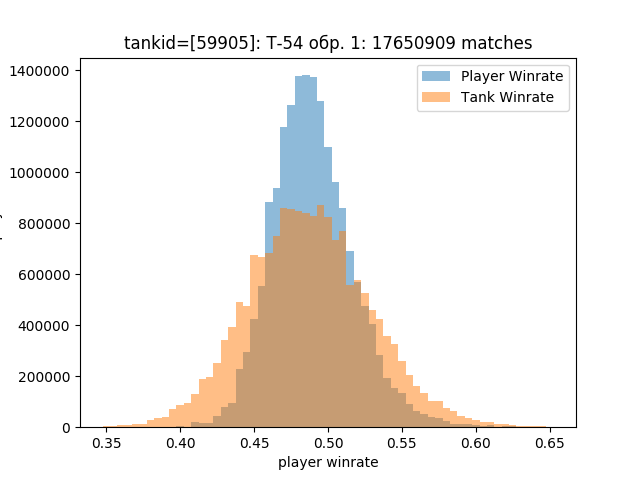 tankid=[59905]: Т-54 обр. 1: 17650909 matches
Player Winrate
Tank Winrate
1400000
1200000
1000000
800000
600000
400000
200000
0
0.35 0.40 0.45 0.50 0.55 0.60 0.65
player winrate